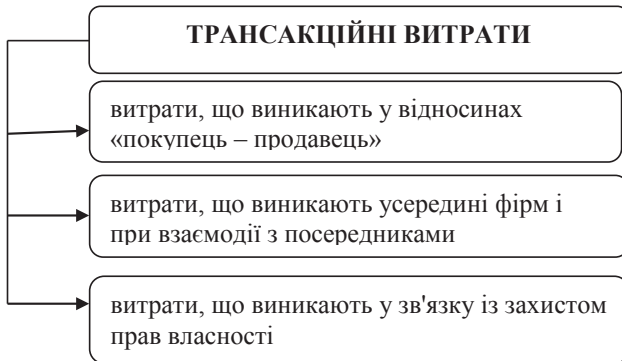 ТРАНСАКЦІЙНІ ВИТРАТИ
витрати, що виникають у відносинах
«покупець – продавець»
витрати, що виникають усередині фірм і
при взаємодії з посередниками
витрати, що виникають у зв'язку із захистом
прав власності